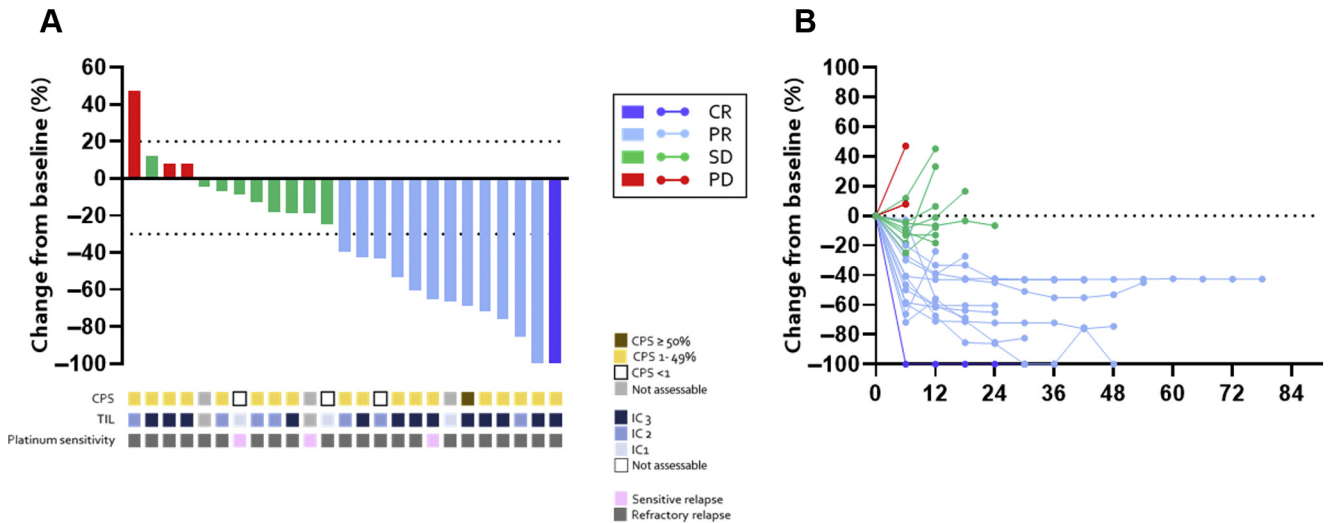 A
Change from baseline (%)
60
40
20
0
−20
−40
−60
−80
−100
CPS
TIL
Platinum sensitivity
CR
PR
SD
PD
CPS ≥ 50%
CPS 1- 49%
CPS <1
Not assessable
IC 3
IC 2
IC1
Not assessable
Sensitive relapse
Refractory relapse
B
Change from baseline (%)
100
80
60
40
20
0
−20
−40
−60
−80
−100
0 12 24 36 48 60 72 84